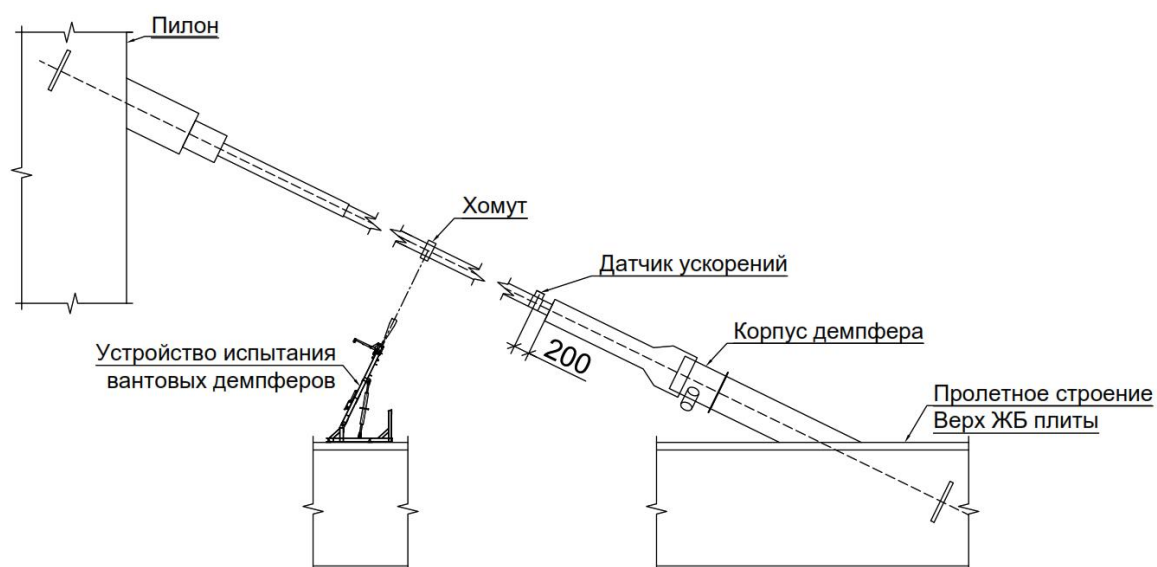 Пилон
Хомут
Датчик ускорений
Корпус демпфера
Устройство испытания
вантовых демпферов
200
Пролетное строение
Верх ЖБ плиты